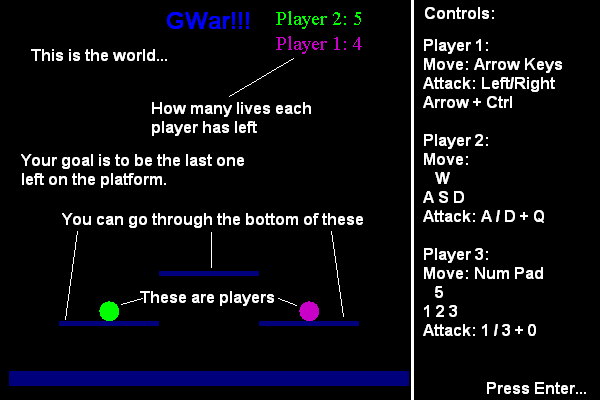 GWar!!!
Player 2: 5
Player 1: 4
This is the world...
How many lives each
player has left
Your goal is to be the last one
left on the platform.
You can go through the bottom of these
These are players
Controls:
Player 1:
Move: Arrow Keys
Attack: Left/Right
Arrow + Ctrl
Player 2:
Move:
W
A S D
Attack: A / D + Q
Player 3:
Move: Num Pad
5
1 2 3
Attack: 1 / 3 + 0
Press Enter...